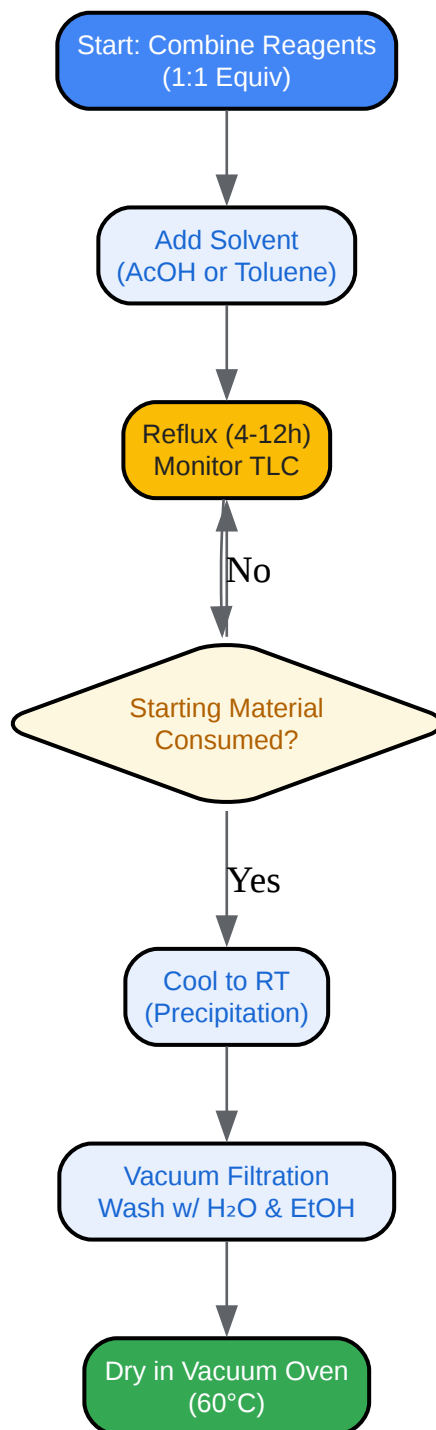 Start: Combine Reagents
(1:1 Equiv)
Add Solvent
(AcOH or Toluene)
Reflux (4-12h)
Monitor TLC
No
Starting Material
Consumed?
Yes
Cool to RT
(Precipitation)
Vacuum Filtration
Wash w/ H₂O & EtOH
Dry in Vacuum Oven
(60°C)